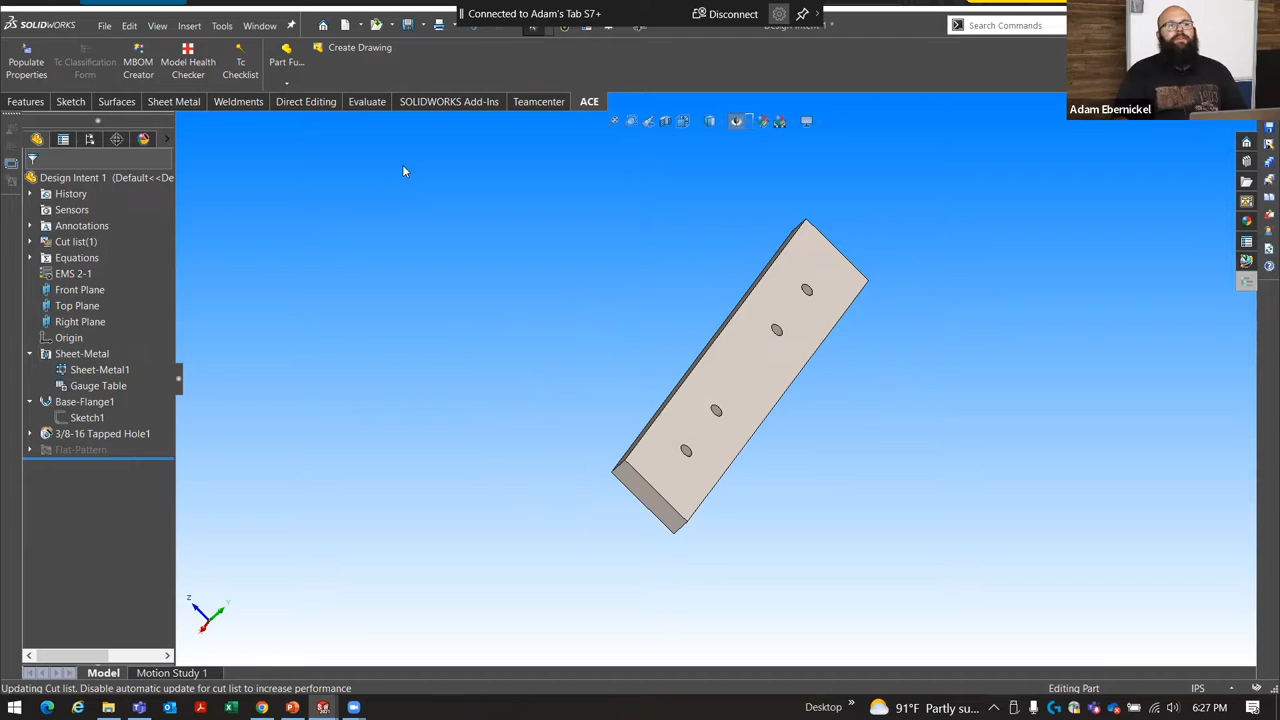 SOLIDWORKS
File
Edit
View
Insert
Tools
Window
Connected to Adam's Tab S7+
Disconnect
Search Commands
Populate
Properties
Tc Classification
Form
MBOM
Creator
Model Health
Checker
Tc
Checklist
Part Fu...
Create Drawing
Adam Ebernickel
Features
Sketch
Surfaces
Sheet Metal
Weldments
Direct Editing
Evaluate
SOLIDWORKS Add-Ins
Teamcenter
ACE
Design Intent 1 (Default<<De
History
Sensors
Annotations
Cut list(1)
Equations
EMS 2-1
Front Plane
Top Plane
Right Plane
Origin
Sheet-Metal
Sheet-Metal1
Gauge Table
Base-Flange1
Sketch1
3/8-16 Tapped Hole1
Flat-Pattern
Z
Y
Model
Motion Study 1
Updating Cut list. Disable automatic update for cut list to increase performance
Editing Part
IPS
Desktop
91°F Partly su...
6:27 PM